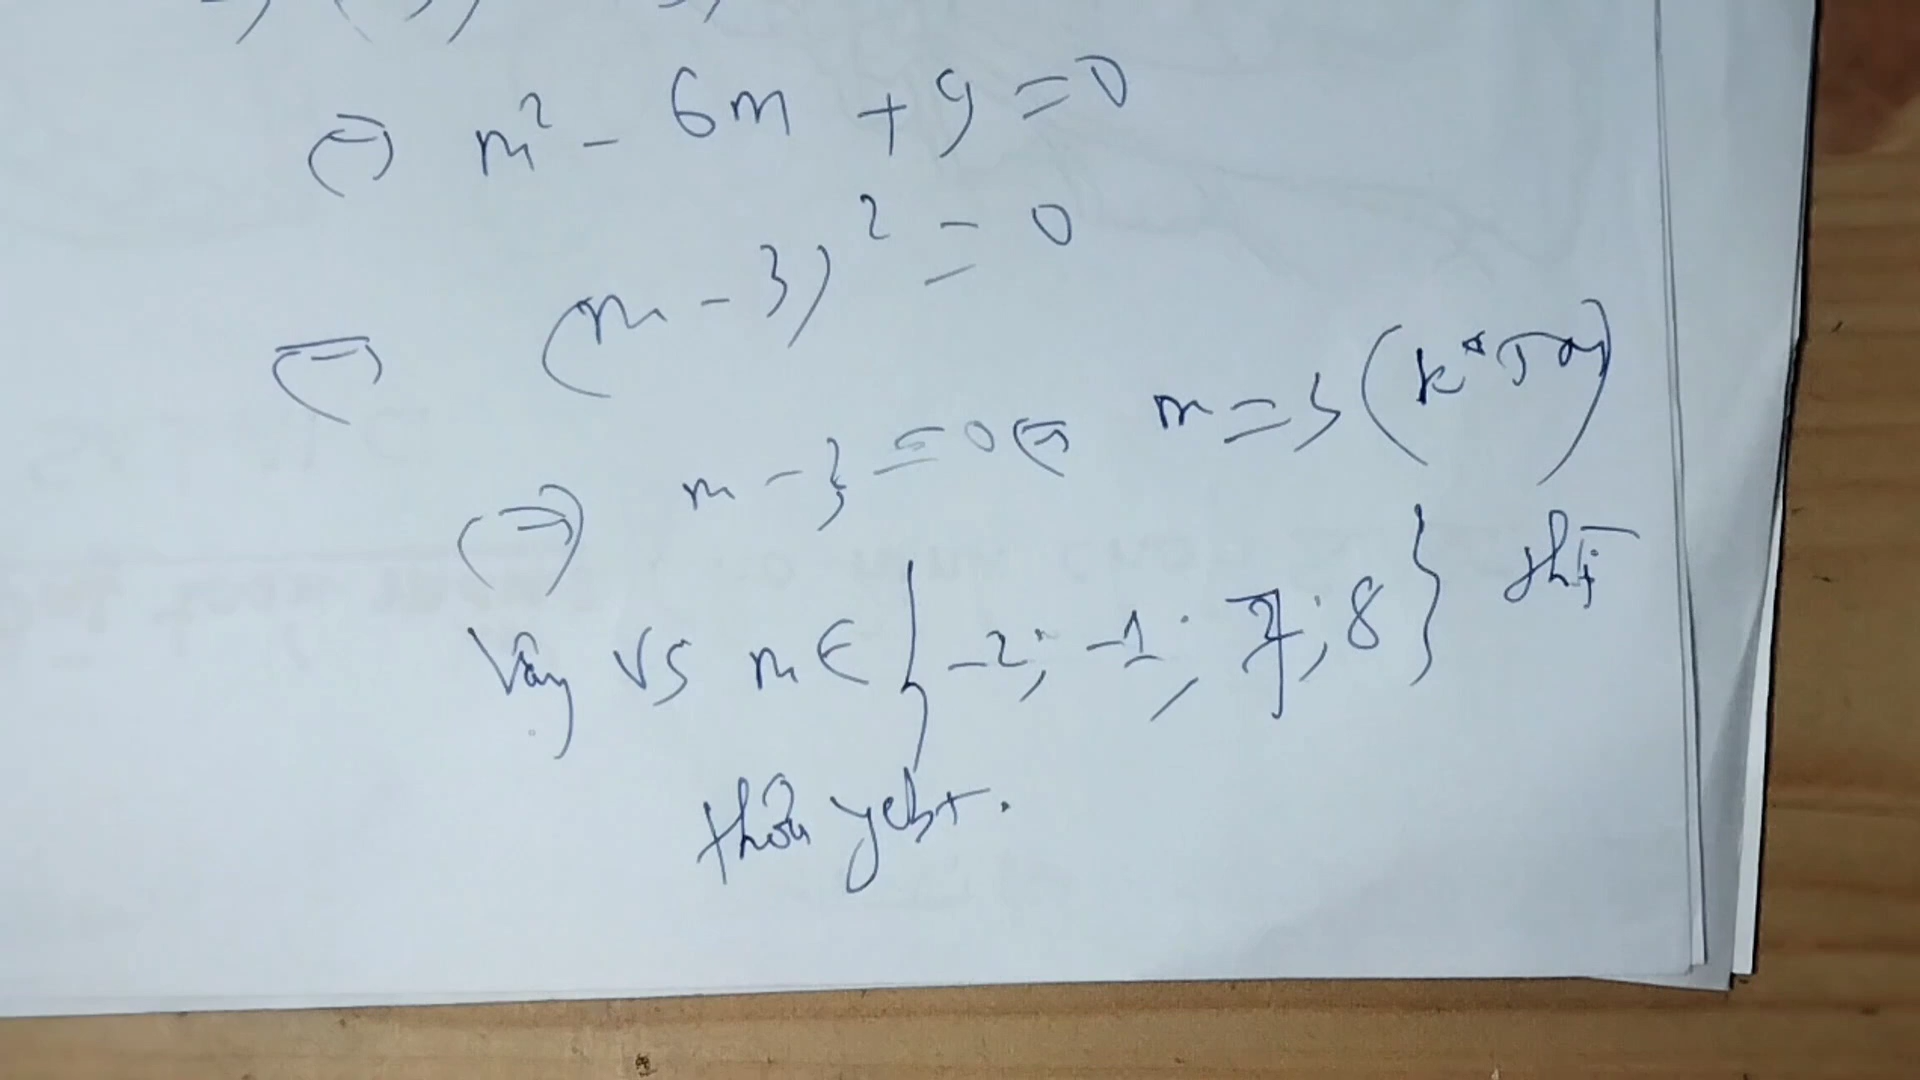 ⇔ m² - 6m + 9 = 0
⇔ (m - 3)² = 0
⇔ m - 3 = 0 ⇔ m = 3 (
Vậy vs m ∈ { -2; -1; 7; 8 } thì
thỏa ycbt.